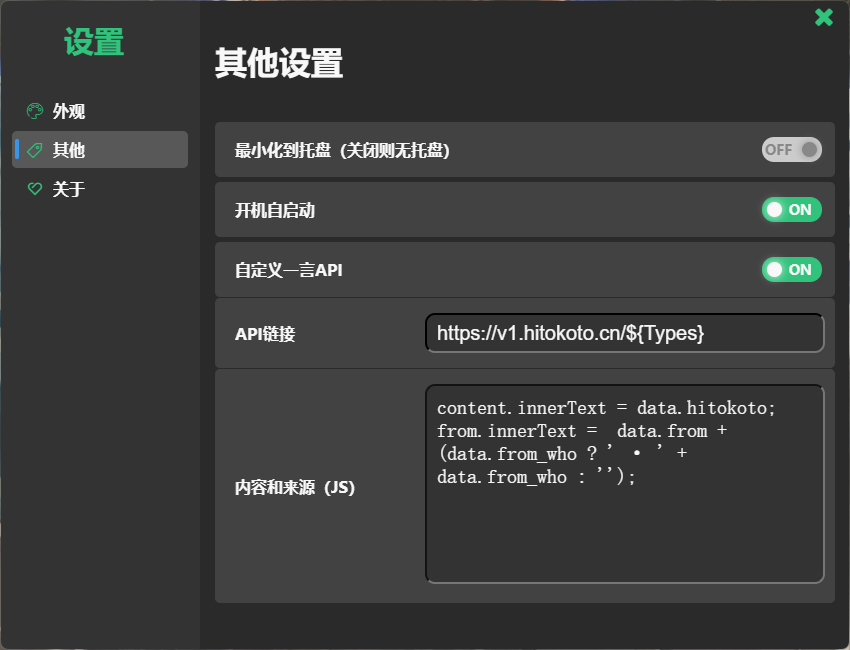 设置
外观
其他
关于
其他设置
最小化到托盘（关闭则无托盘）
OFF
开机自启动
ON
自定义一言API
ON
API链接
https://v1.hitokoto.cn/${Types}
内容和来源（JS）
content.innerText = data.hitokoto;
from.innerText =  data.from +
(data.from_who ? ' • ' +
data.from_who : '');